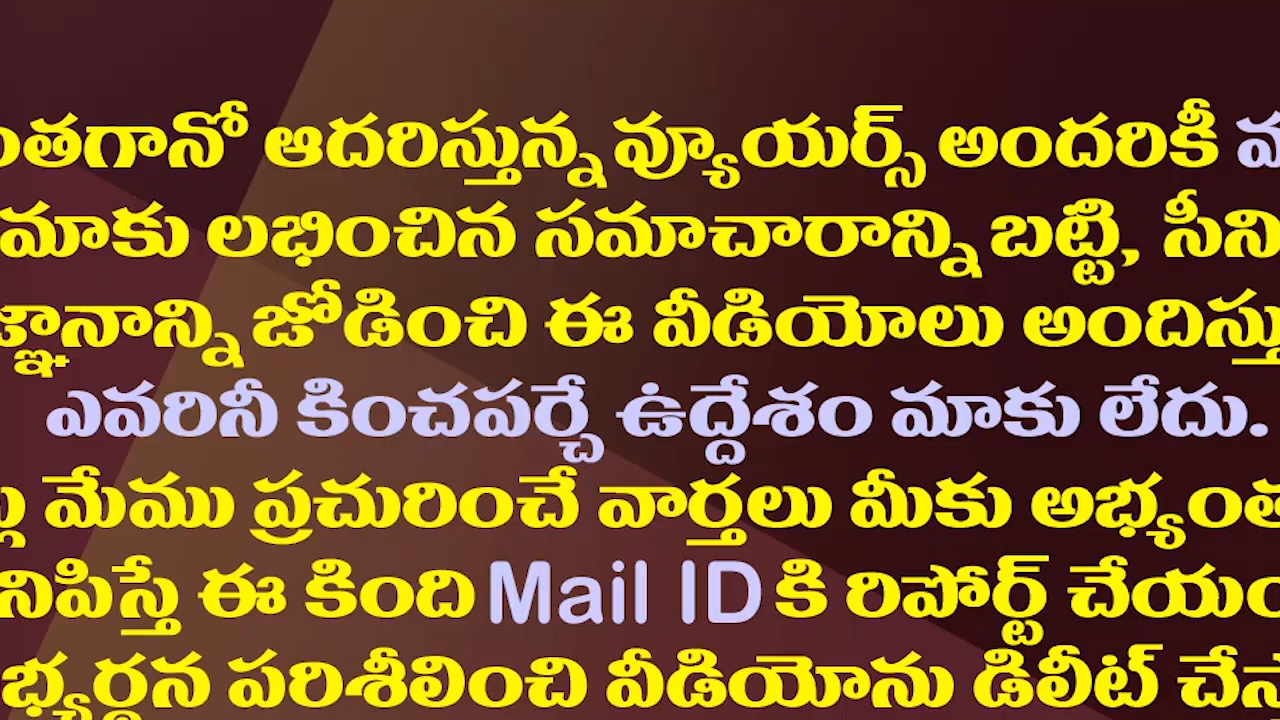 ంతగానో ఆదరిస్తున్న వ్యూయర్స్ అందరికీ
మాకు లభించిన సమాచారాన్ని బట్టి, సీని
జ్ఞానాన్ని జోడించి ఈ వీడియోలు అందిస్తు
ఎవరినీ కించపర్చే ఉద్దేశం మాకు లేదు.
మేము ప్రచురించే వార్తలు మీకు అభ్యంత
నిపిస్తే ఈ కింది Mail ID కి రిపోర్ట్ చేయం
భ్యర్థన పరిశీలించి వీడియోను డిలీట్ చేస